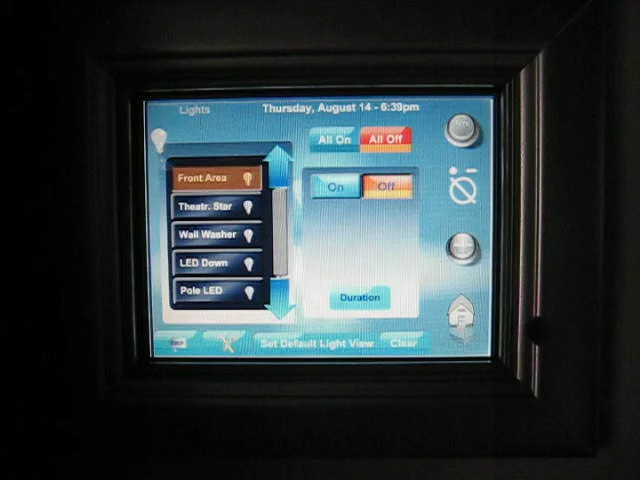 Lights
Thursday, August 14 - 6:39pm
All On
All Off
Front Area
Theatr. Star
Wall Washer
LED Down
Pole LED
On
Off
Duration
Set Default Light View
Clear